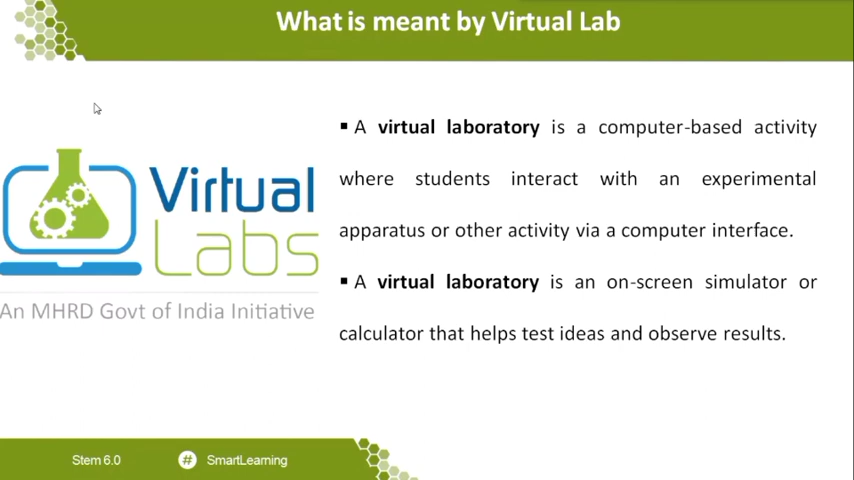 What is meant by Virtual Lab
Virtual
Labs
An MHRD Govt of India Initiative
▪ A virtual laboratory is a computer-based activity
where students interact with an experimental
apparatus or other activity via a computer interface.
▪ A virtual laboratory is an on-screen simulator or
calculator that helps test ideas and observe results.
Stem 6.0
# SmartLearning